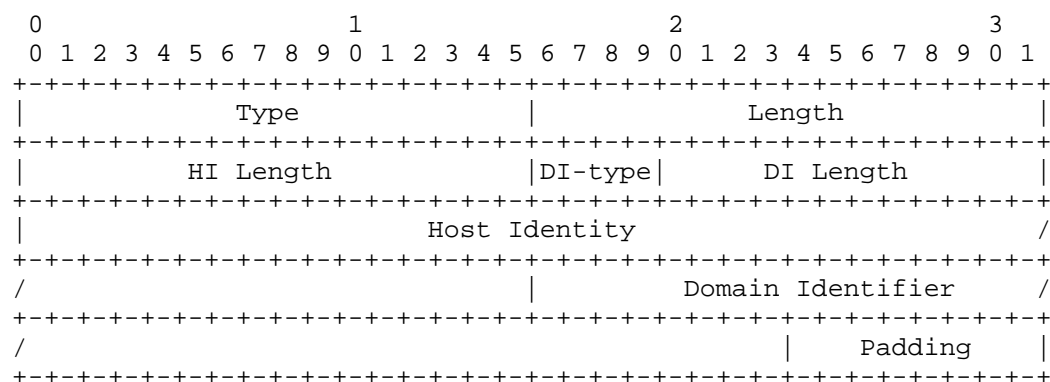 0                   1                   2                   3
 0 1 2 3 4 5 6 7 8 9 0 1 2 3 4 5 6 7 8 9 0 1 2 3 4 5 6 7 8 9 0 1
+-+-+-+-+-+-+-+-+-+-+-+-+-+-+-+-+-+-+-+-+-+-+-+-+-+-+-+-+-+-+-+-+
|             Type              |             Length            |
+-+-+-+-+-+-+-+-+-+-+-+-+-+-+-+-+-+-+-+-+-+-+-+-+-+-+-+-+-+-+-+-+
|          HI Length            |DI-type|      DI Length        |
+-+-+-+-+-+-+-+-+-+-+-+-+-+-+-+-+-+-+-+-+-+-+-+-+-+-+-+-+-+-+-+-+
|                         Host Identity                         /
+-+-+-+-+-+-+-+-+-+-+-+-+-+-+-+-+-+-+-+-+-+-+-+-+-+-+-+-+-+-+-+-+
/                               |         Domain Identifier     /
+-+-+-+-+-+-+-+-+-+-+-+-+-+-+-+-+-+-+-+-+-+-+-+-+-+-+-+-+-+-+-+-+
/                                               |    Padding    |
+-+-+-+-+-+-+-+-+-+-+-+-+-+-+-+-+-+-+-+-+-+-+-+-+-+-+-+-+-+-+-+-+